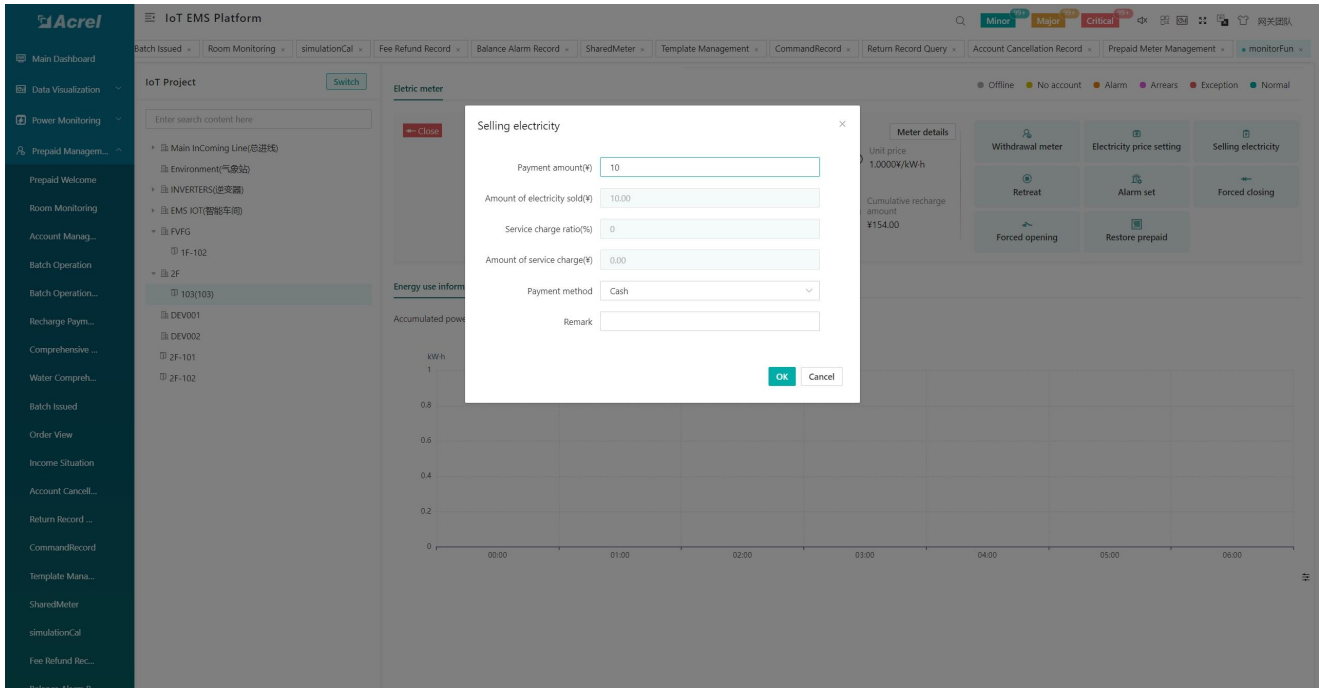 Acrel
IoT EMS Platform
Minor 99+ Major 99+ Critical 99+ 网关团队
Batch Issued × Room Monitoring × simulationCal × Fee Refund Record × Balance Alarm Record × SharedMeter × Template Management × CommandRecord × Return Record Query × Account Cancellation Record × Prepaid Meter Management × monitorFun ×
Main Dashboard
Data Visualization
Power Monitoring
Prepaid Managem...
Prepaid Welcome
Room Monitoring
Account Manag...
Batch Operation
Batch Operation...
Recharge Paym...
Comprehensive ...
Water Compreh...
Batch Issued
Order View
Income Situation
Account Cancell...
Return Record ...
CommandRecord
Template Mana...
SharedMeter
simulationCal
Fee Refund Rec...
IoT Project
Switch
Enter search content here
Main InComing Line(总进线)
Environment(气象站)
INVERTERS(逆变器)
EMS IOT(智能车间)
FVFG
1F-102
2F
103(103)
DEV001
DEV002
2F-101
2F-102
Eletric meter
Offline No account Alarm Arrears Exception Normal
Close
Meter details
Unit price
1.0000¥/kW·h
Cumulative recharge
amount
¥154.00
Withdrawal meter
Electricity price setting
Selling electricity
Retreat
Alarm set
Forced closing
Forced opening
Restore prepaid
Selling electricity ×
Payment amount(¥) 10
Amount of electricity sold(¥) 10.00
Service charge ratio(%) 0
Amount of service charge(¥) 0.00
Payment method Cash
Remark
OK Cancel
Energy use inform
Accumulated powe
kW·h
1
0.8
0.6
0.4
0.2
0
00:00 01:00 02:00 03:00 04:00 05:00 06:00